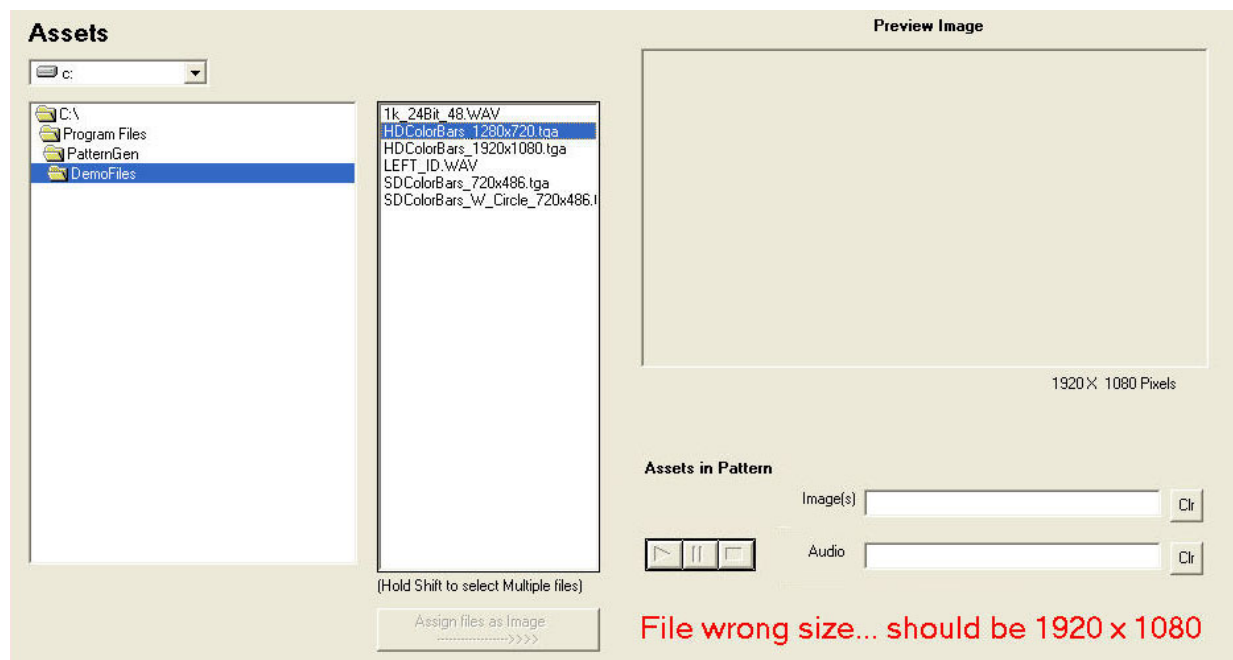 Assets
c:
C:\
Program Files
PatternGen
DemoFiles
1k_24Bit_48.WAV
HDColorBars_1280x720.tga
HDColorBars_1920x1080.tga
LEFT_ID.WAV
SDColorBars_720x486.tga
SDColorBars_W_Circle_720x486.t
(Hold Shift to select Multiple files)
Assign files as Image
------------------>>>>
Preview Image
1920 X 1080 Pixels
Assets in Pattern
Image(s)
Clr
Audio
Clr
File wrong size... should be 1920 x 1080